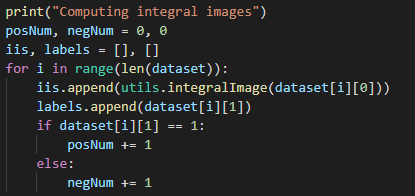 print("Computing integral images")
posNum, negNum = 0, 0
iis, labels = [], []
for i in range(len(dataset)):
    iis.append(utils.integralImage(dataset[i][0]))
    labels.append(dataset[i][1])
    if dataset[i][1] == 1:
        posNum += 1
    else:
        negNum += 1